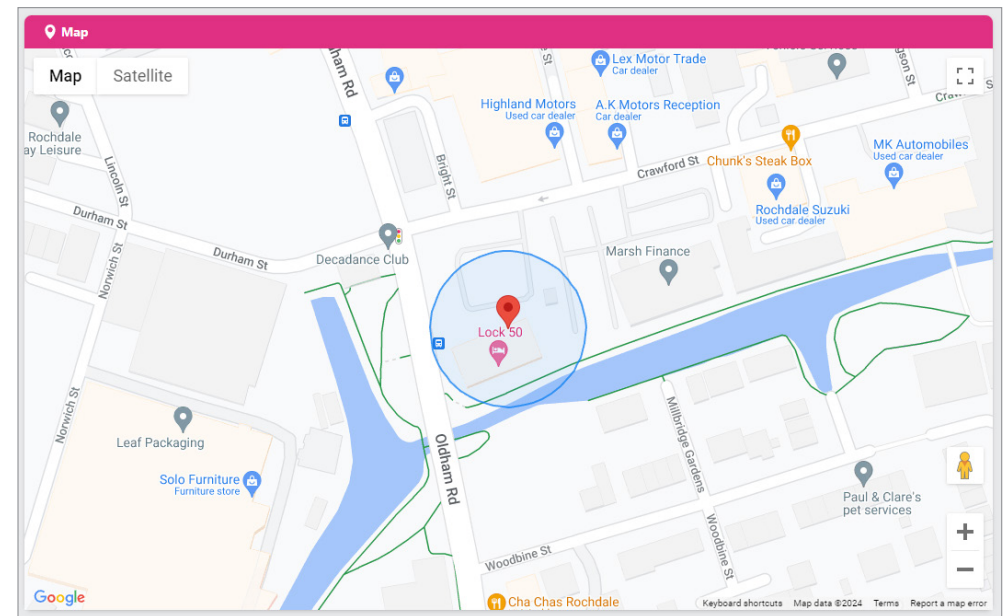 Map
Map
Satellite
Oldham Rd
Lex Motor Trade
Car dealer
Highland Motors
Used car dealer
A.K Motors Reception
Car dealer
Rochdale
ay Leisure
Lincoln St
Bright St
Crawford St
Chunk's Steak Box
MK Automobiles
Used car dealer
Durham St
Rochdale Suzuki
Used car dealer
Durham St
Decadance Club
Marsh Finance
Norwich St
Lock 50
Norwich St
Leaf Packaging
Oldham Rd
Millbridge Gardens
Solo Furniture
Furniture store
Paul & Clare's
pet services
Woodbine St
Woodbine St
Cha Chas Rochdale
Google
Keyboard shortcuts
Map data ©2024
Terms
Report a map error